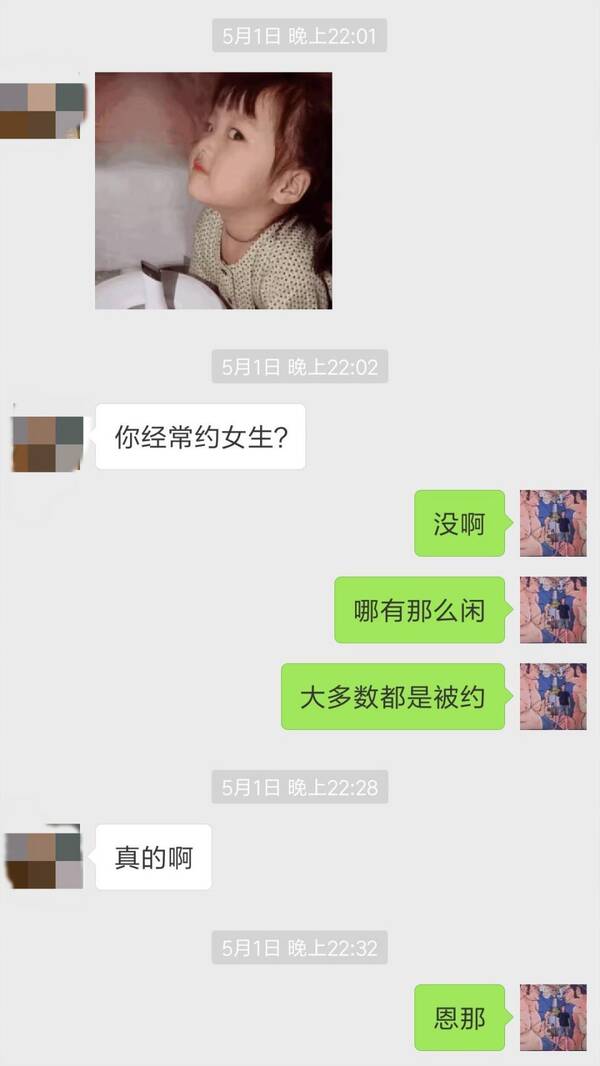 5月1日 晚上22:01
5月1日 晚上22:02
你经常约女生?
没啊
哪有那么闲
大多数都是被约
5月1日 晚上22:28
真的啊
5月1日 晚上22:32
恩那